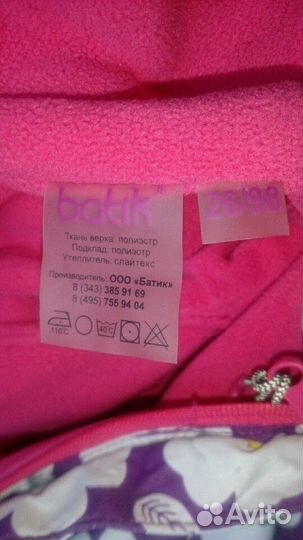 batik®
26/98
Ткань верха: полиэстр
Подклад: полиэстр
Утеплитель: слайтекс
Производитель: ООО «Батик»
8 (343) 385 91 69
8 (495) 755 94 04
110°C
40°C
Avito